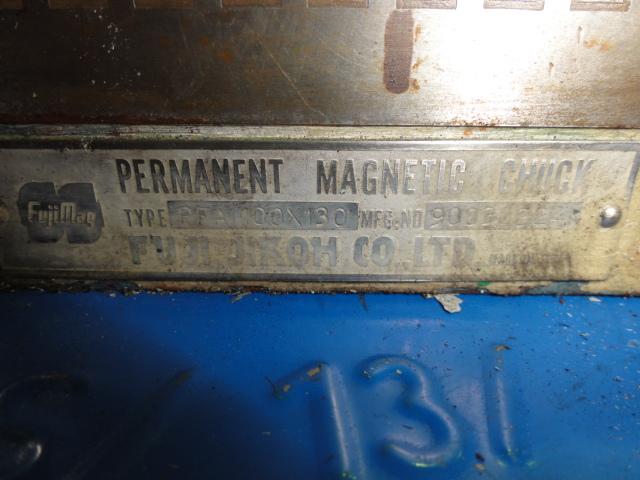 PERMANENT MAGNETIC CHUCK
FujiMag
TYPE MFG.NO
FUJI JIKOH CO. LTD.
131